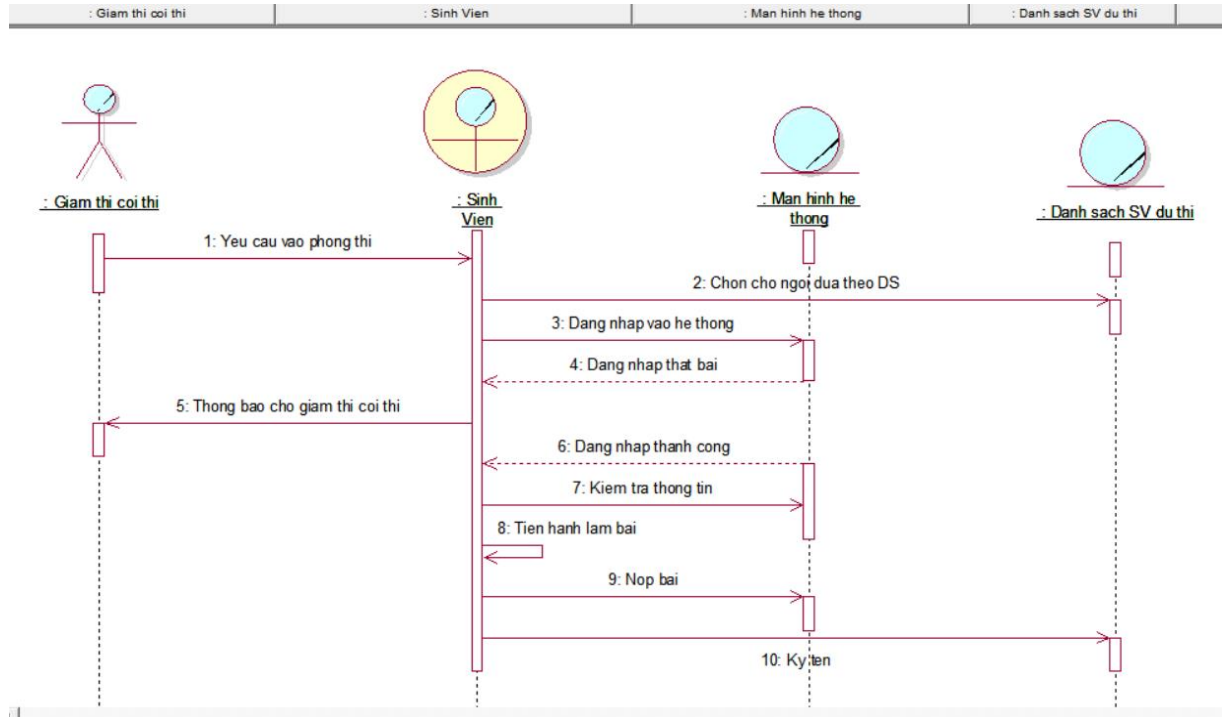 : Giam thi coi thi
: Sinh Vien
: Man hinh he thong
: Danh sach SV du thi
: Giam thi coi thi
: Sinh
Vien
: Man hinh he
thong
: Danh sach SV du thi
1: Yeu cau vao phong thi
2: Chon cho ngoi dua theo DS
3: Dang nhap vao he thong
4: Dang nhap that bai
5: Thong bao cho giam thi coi thi
6: Dang nhap thanh cong
7: Kiem tra thong tin
8: Tien hanh lam bai
9: Nop bai
10: Ky ten